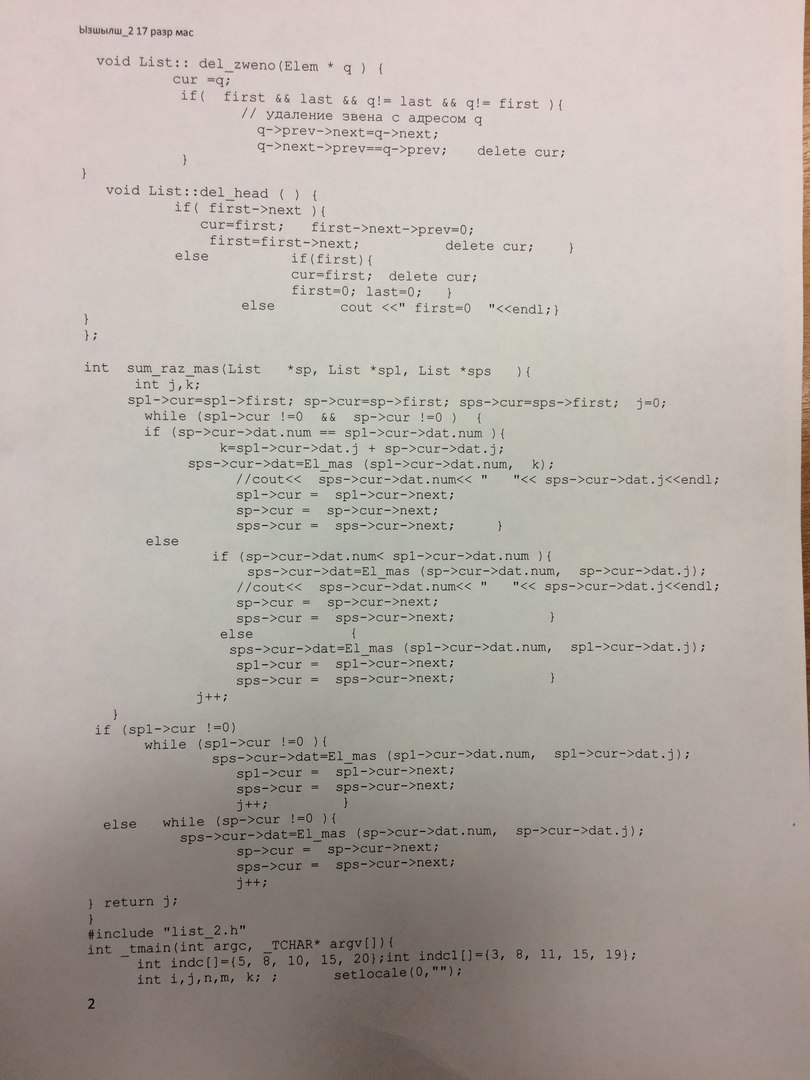 Ызшылш_2 17 разр мас
void List:: del_zweno(Elem * q ) {
cur =q;
if( first && last && q!= last && q!= first ){
// удаление звена с адресом q
q->prev->next=q->next;
q->next->prev==q->prev; delete cur;
}
}
void List::del_head ( ) {
if( first->next ){
cur=first; first->next->prev=0;
first=first->next; delete cur; }
else if(first){
cur=first; delete cur;
first=0; last=0; }
else cout <<" first=0 "<<endl;}
}
};
int sum_raz_mas(List *sp, List *sp1, List *sps ){
int j,k;
sp1->cur=sp1->first; sp->cur=sp->first; sps->cur=sps->first; j=0;
while (sp1->cur !=0 && sp->cur !=0 ) {
if (sp->cur->dat.num == sp1->cur->dat.num ){
k=sp1->cur->dat.j + sp->cur->dat.j;
sps->cur->dat=El_mas (sp1->cur->dat.num, k);
//cout<< sps->cur->dat.num<< " "<< sps->cur->dat.j<<endl;
sp1->cur = sp1->cur->next;
sp->cur = sp->cur->next;
sps->cur = sps->cur->next; }
else
if (sp->cur->dat.num< sp1->cur->dat.num ){
sps->cur->dat=El_mas (sp->cur->dat.num, sp->cur->dat.j);
//cout<< sps->cur->dat.num<< " "<< sps->cur->dat.j<<endl;
sp->cur = sp->cur->next;
sps->cur = sps->cur->next; }
else {
sps->cur->dat=El_mas (sp1->cur->dat.num, sp1->cur->dat.j);
sp1->cur = sp1->cur->next;
sps->cur = sps->cur->next; }
j++;
}
if (sp1->cur !=0)
while (sp1->cur !=0 ){
sps->cur->dat=El_mas (sp1->cur->dat.num, sp1->cur->dat.j);
sp1->cur = sp1->cur->next;
sps->cur = sps->cur->next;
j++; }
else while (sp->cur !=0 ){
sps->cur->dat=El_mas (sp->cur->dat.num, sp->cur->dat.j);
sp->cur = sp->cur->next;
sps->cur = sps->cur->next;
j++;
} return j;
}
#include "list_2.h"
int _tmain(int argc, _TCHAR* argv[]){
int indc[]={5, 8, 10, 15, 20};int indc1[]={3, 8, 11, 15, 19};
int i,j,n,m, k; ; setlocale(0,"");
2